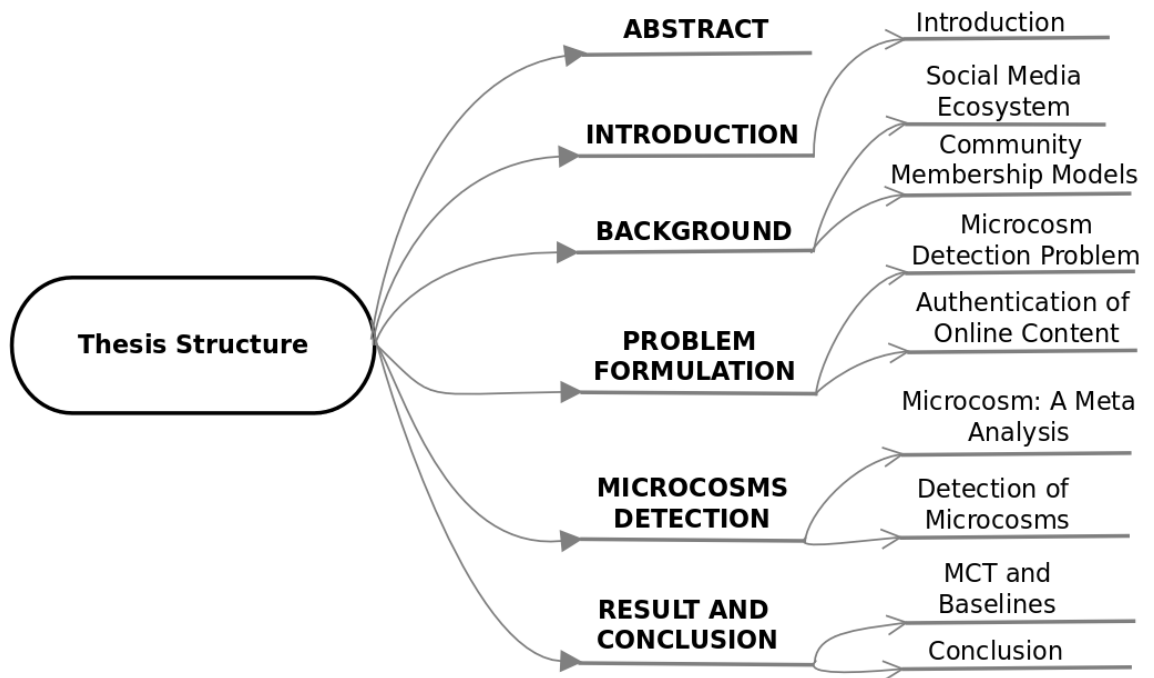 Thesis Structure
ABSTRACT
INTRODUCTION
Introduction
BACKGROUND
Social Media
Ecosystem
Community
Membership Models
PROBLEM
FORMULATION
Microcosm
Detection Problem
Authentication of
Online Content
MICROCOSMS
DETECTION
Microcosm: A Meta
Analysis
Detection of
Microcosms
RESULT AND
CONCLUSION
MCT and
Baselines
Conclusion